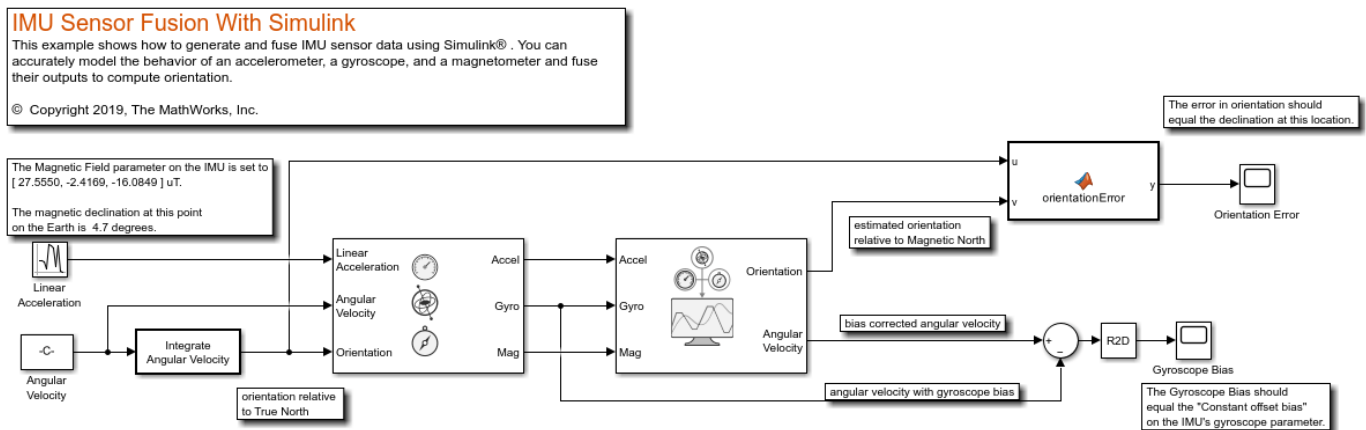 IMU Sensor Fusion With Simulink
This example shows how to generate and fuse IMU sensor data using Simulink® . You can
accurately model the behavior of an accelerometer, a gyroscope, and a magnetometer and fuse
their outputs to compute orientation.
© Copyright 2019, The MathWorks, Inc.
The error in orientation should
equal the declination at this location.
The Magnetic Field parameter on the IMU is set to
[ 27.5550, -2.4169, -16.0849 ] uT.
The magnetic declination at this point
on the Earth is 4.7 degrees.
Linear
Acceleration
-C-
Angular
Velocity
Integrate
Angular Velocity
orientation relative
to True North
Linear
Acceleration
Angular
Velocity
Orientation
Accel
Gyro
Mag
Accel
Gyro
Mag
Orientation
Angular
Velocity
estimated orientation
relative to Magnetic North
u
v
orientationError
y
Orientation Error
bias corrected angular velocity
angular velocity with gyroscope bias
+
−
R2D
Gyroscope Bias
The Gyroscope Bias should
equal the "Constant offset bias"
on the IMU's gyroscope parameter.